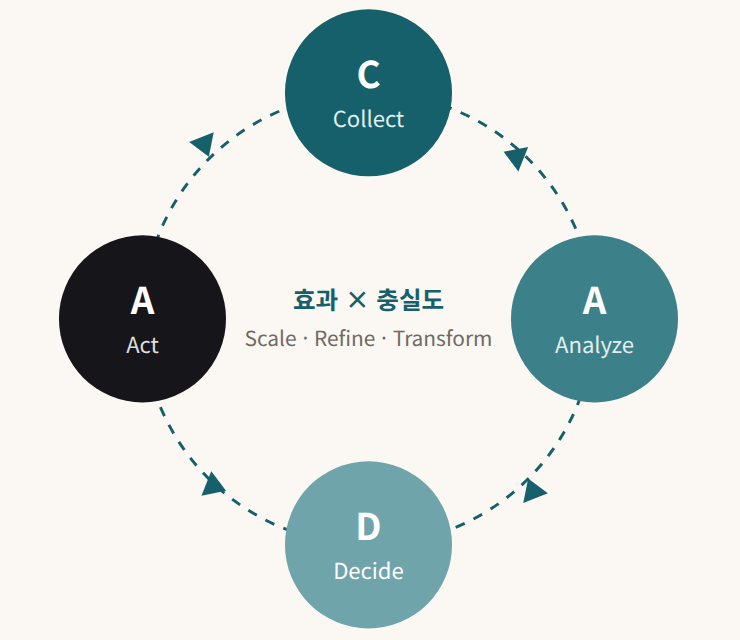 C
Collect
A
Act
효과 × 충실도
Scale · Refine · Transform
A
Analyze
D
Decide